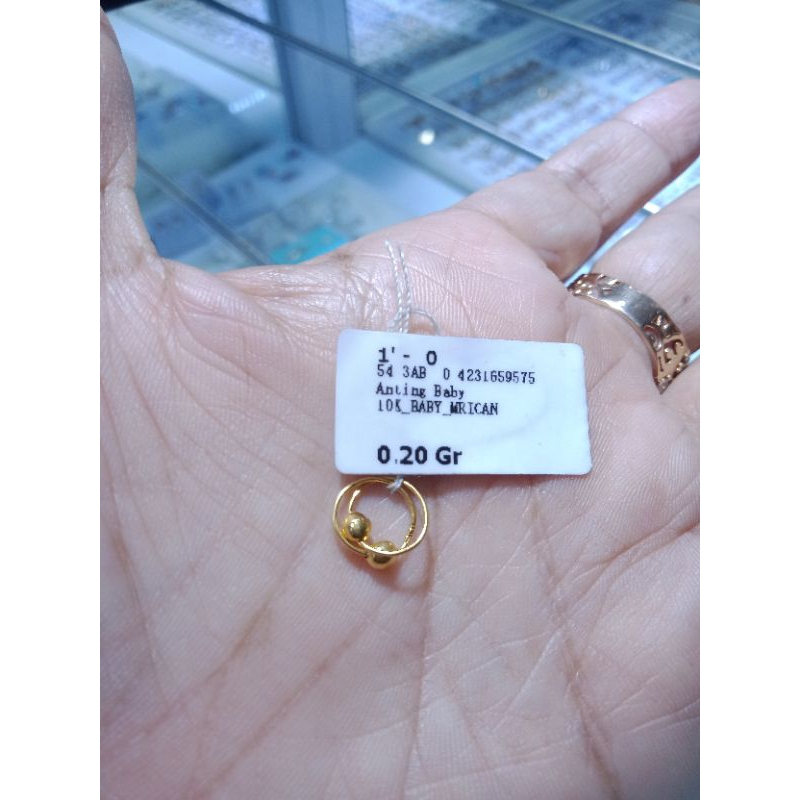 1' - 0
54 3AB 0 4231659575
Anting Baby
10K_BABY_MRICAN
0.20 Gr